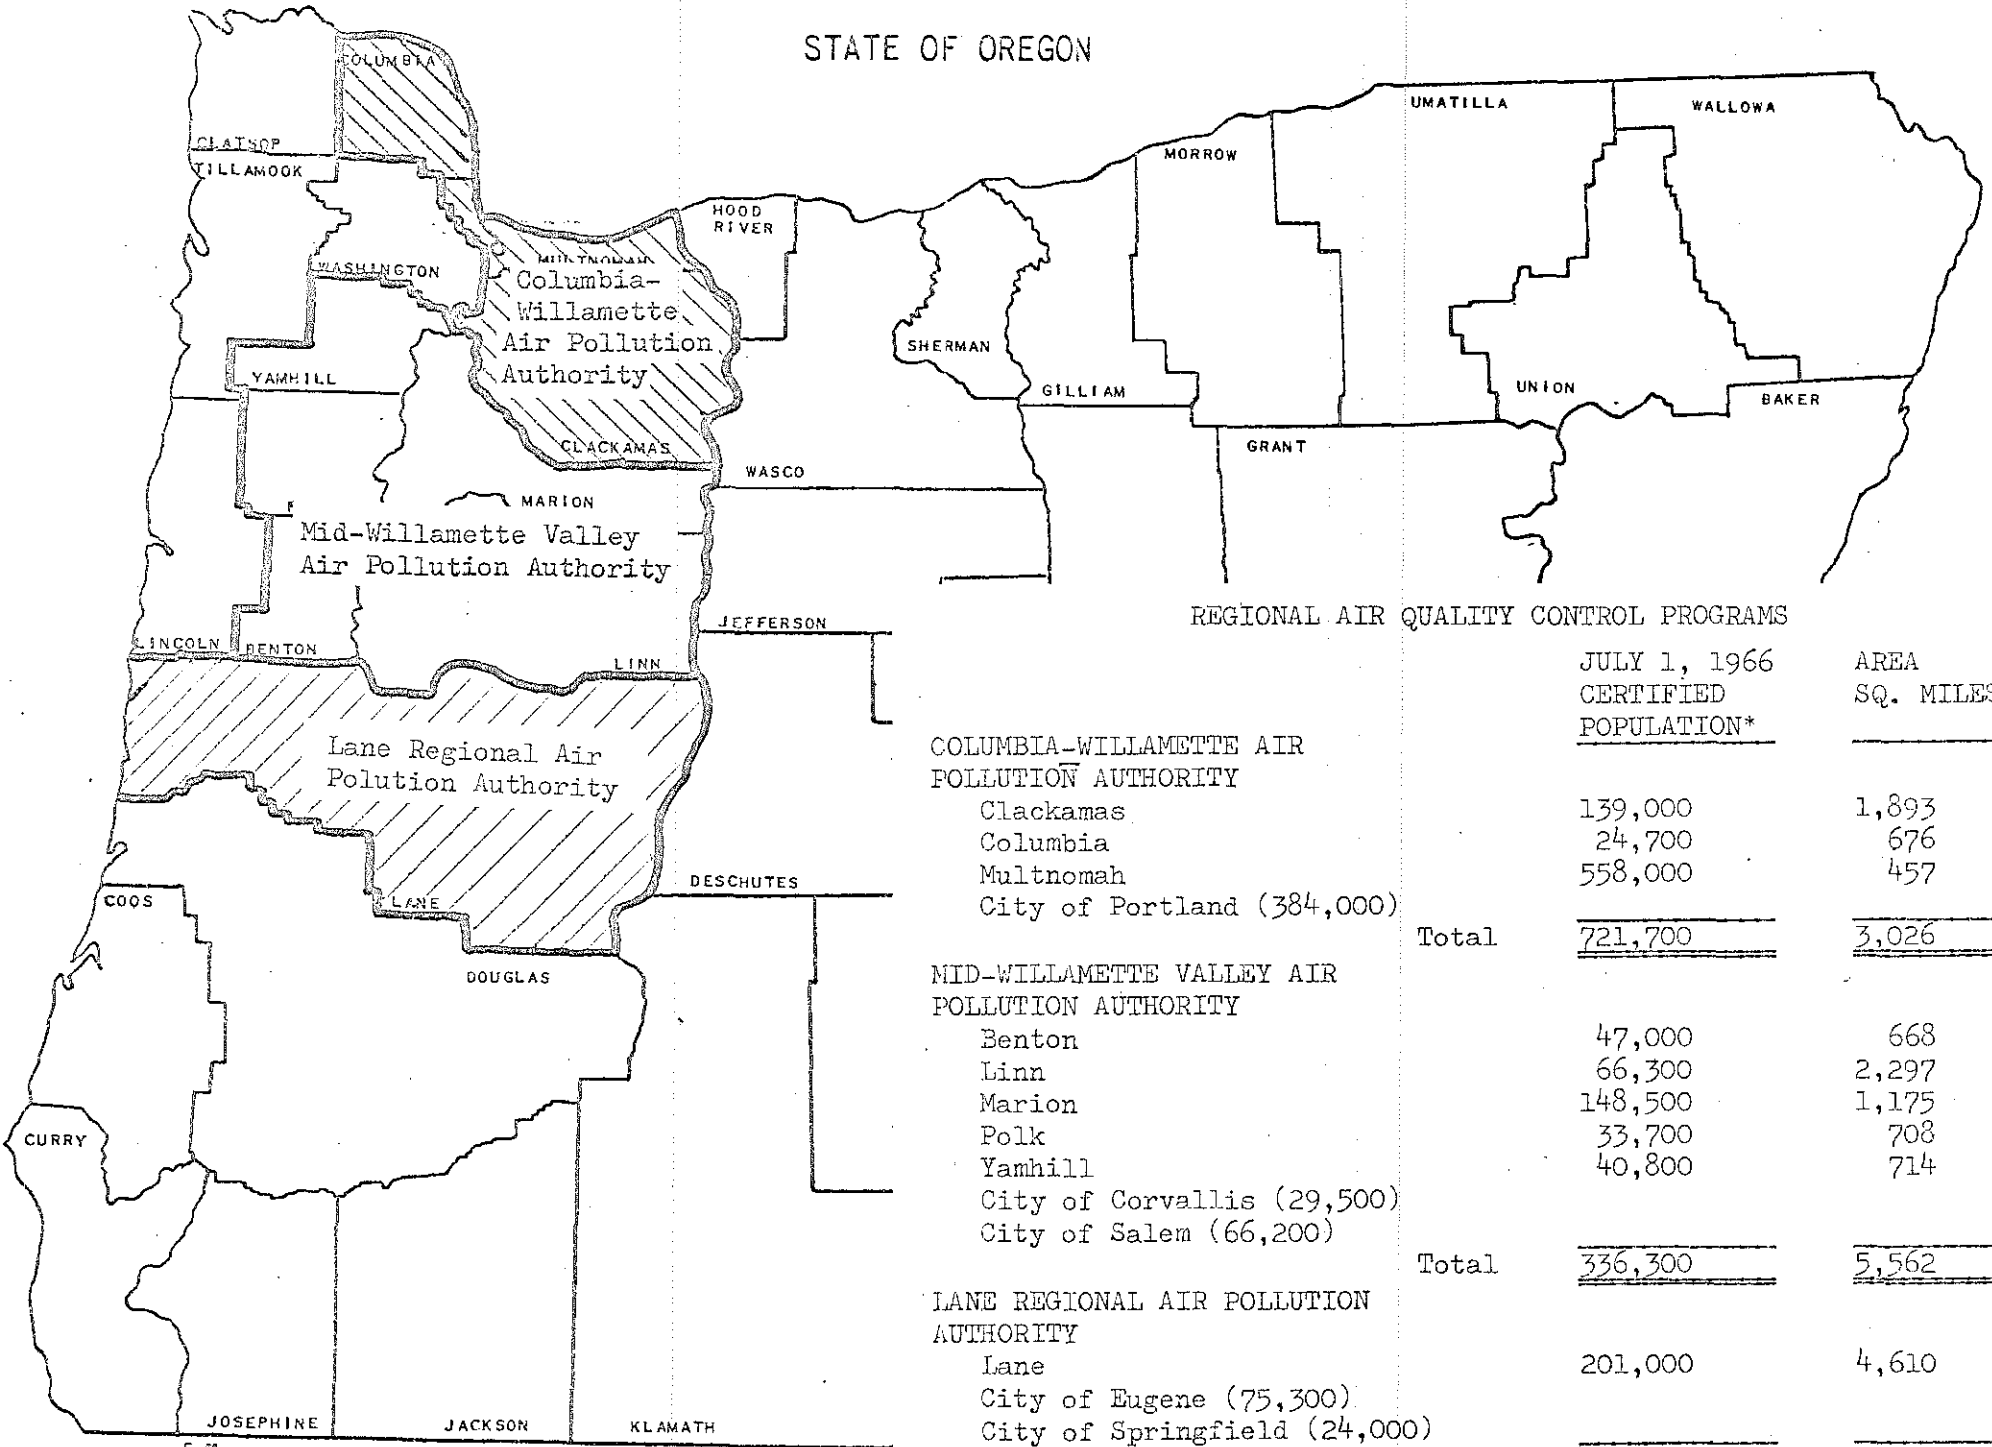 STATE OF OREGON
COLUMBIA
CLATSOP
TILLAMOOK
UMATILLA
WALLOWA
MORROW
HOOD
RIVER
WASHINGTON
MULTNOMAH
Columbia-
Willamette
Air Pollution
Authority
SHERMAN
GILLIAM
UNION
BAKER
YAMHILL
CLACKAMAS
GRANT
WASCO
MARION
Mid-Willamette Valley
Air Pollution Authority
JEFFERSON
LINCOLN
BENTON
LINN
Lane Regional Air
Polution Authority
DESCHUTES
COOS
LANE
DOUGLAS
CURRY
JOSEPHINE
JACKSON
KLAMATH
REGIONAL AIR QUALITY CONTROL PROGRAMS
JULY 1, 1966 AREA
CERTIFIED SQ. MILES
POPULATION*
COLUMBIA-WILLAMETTE AIR
POLLUTION AUTHORITY
Clackamas 139,000 1,893
Columbia 24,700 676
Multnomah 558,000 457
City of Portland (384,000)
Total 721,700 3,026
MID-WILLAMETTE VALLEY AIR
POLLUTION AUTHORITY
Benton 47,000 668
Linn 66,300 2,297
Marion 148,500 1,175
Polk 33,700 708
Yamhill 40,800 714
City of Corvallis (29,500)
City of Salem (66,200)
Total 336,300 5,562
LANE REGIONAL AIR POLLUTION
AUTHORITY
Lane 201,000 4,610
City of Eugene (75,300)
City of Springfield (24,000)